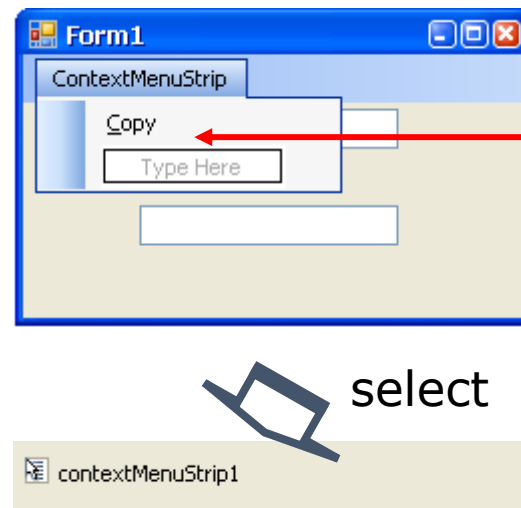 Form1
ContextMenuStrip
Copy
Type Here
select
contextMenuStrip1